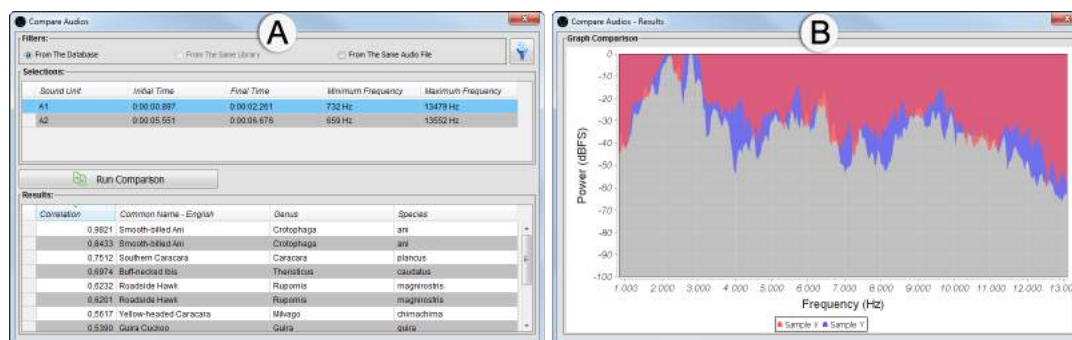 Compare Audios
A
Filters:
From The Database
From The Same Library
From The Same Audio File
Selections:
Sound Unit Initial Time Final Time Minimum Frequency Maximum Frequency
A1 0:00:00.897 0:00:02.261 732 Hz 13479 Hz
A2 0:00:05.551 0:00:06.676 659 Hz 13552 Hz
Run Comparison
Results:
Correlation Common Name - English Genus Species
0,9821 Smooth-billed Ani Crotophaga ani
0,8433 Smooth-billed Ani Crotophaga ani
0,7512 Southern Caracara Caracara plancus
0,6974 Buff-necked Ibis Theristicus caudatus
0,6232 Roadside Hawk Rupornis magnirostris
0,6201 Roadside Hawk Rupornis magnirostris
0,5617 Yellow-headed Caracara Milvago chimachima
0,5390 Guira Cuckoo Guira guira
Compare Audios - Results
B
Graph Comparison
Power (dBFS)
0
-10
-20
-30
-40
-50
-60
-70
-80
-90
-100
1.000 2.000 3.000 4.000 5.000 6.000 7.000 8.000 9.000 10.000 11.000 12.000 13.00
Frequency (Hz)
Sample X Sample Y